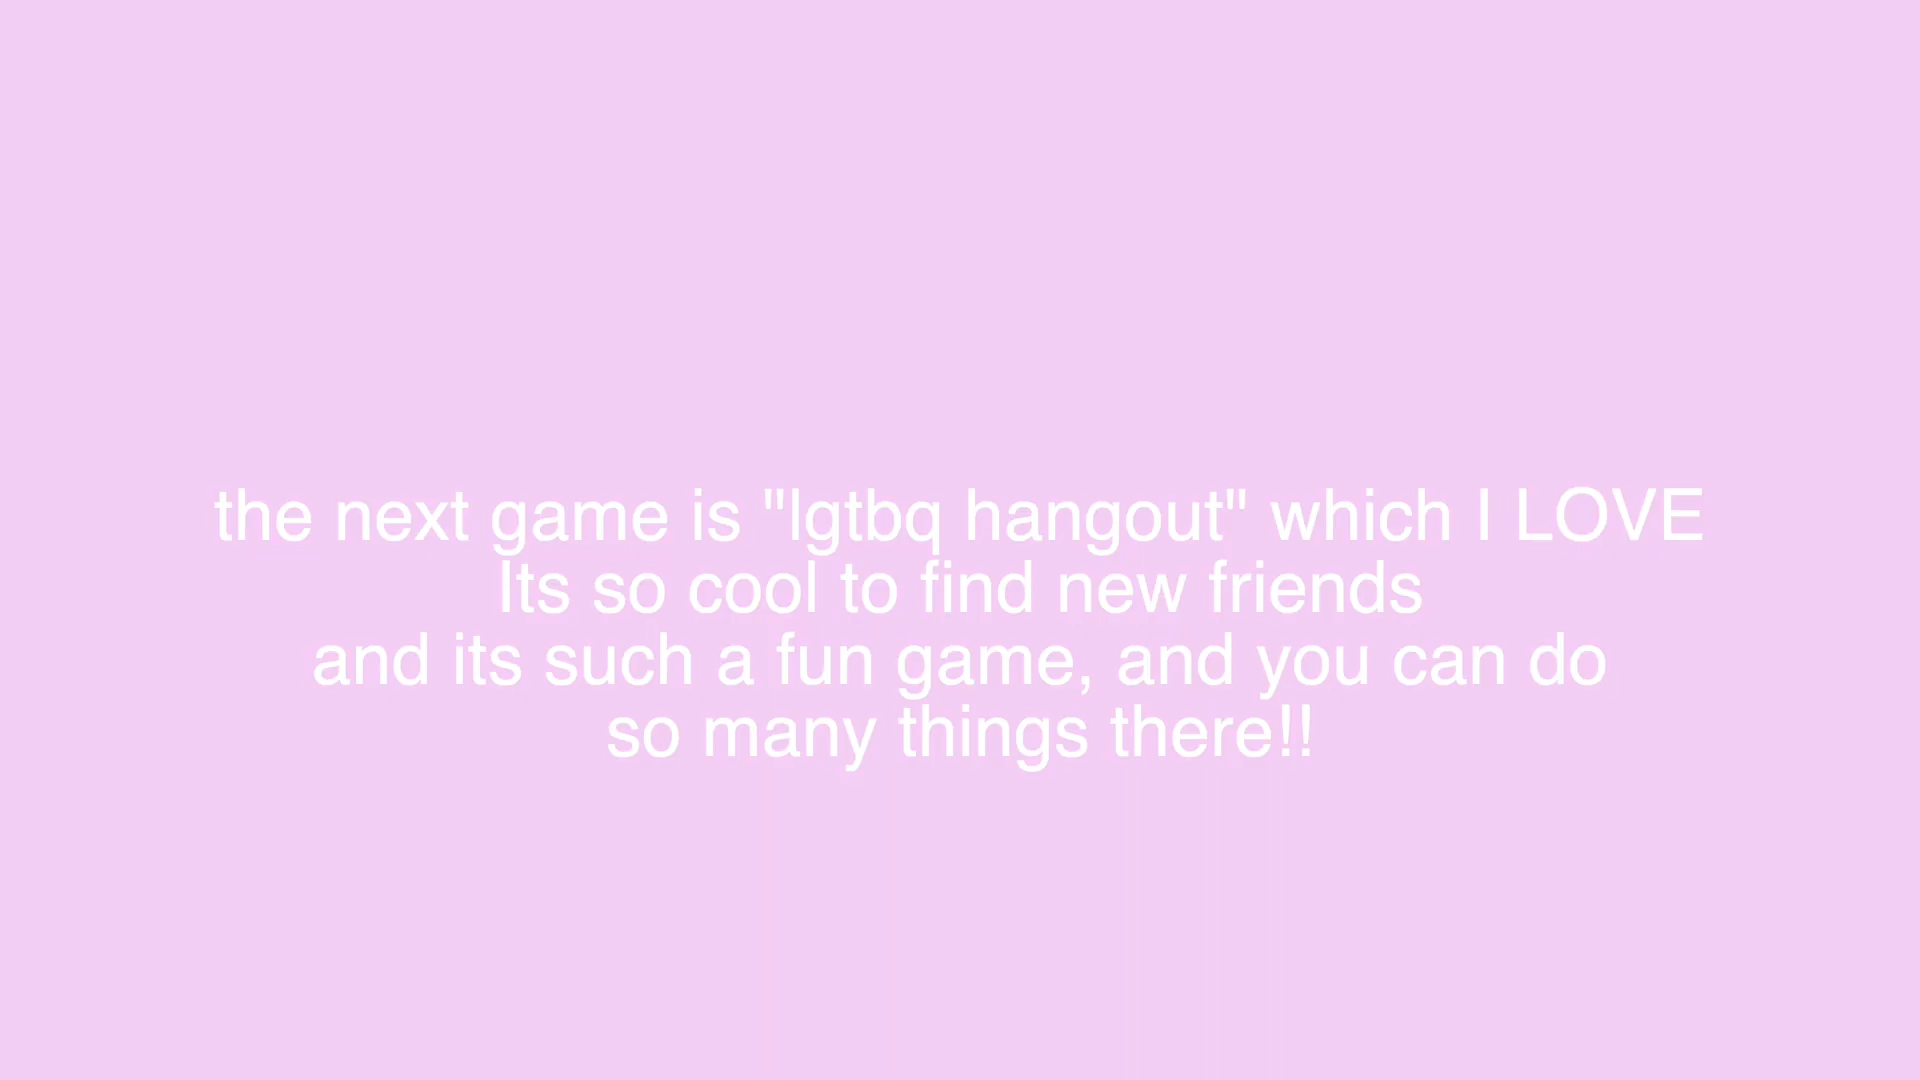 the next game is "lgtbq hangout" which I LOVE
Its so cool to find new friends
and its such a fun game, and you can do
so many things there!!